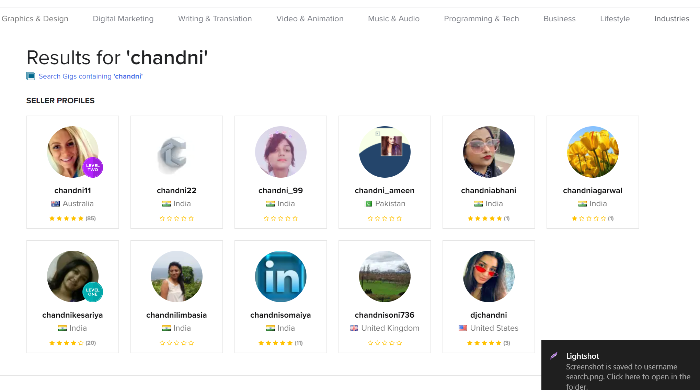 Graphics & Design Digital Marketing Writing & Translation Video & Animation Music & Audio Programming & Tech Business Lifestyle Industries
Results for 'chandni'
Search Gigs containing 'chandni'
SELLER PROFILES
LEVEL TWO
chandni11 chandni22 chandni_99 chandni_ameen chandniabhani chandniagarwal
Australia India India Pakistan India India
(85) (1) (1)
LEVEL ONE
in
chandnikesariya chandnilimbasia chandnisomaiya chandnisoni736 djchandni
India India India United Kingdom United States
(20) (11) (3)
Lightshot
Screenshot is saved to username
search.png. Click here to open in the
folder.